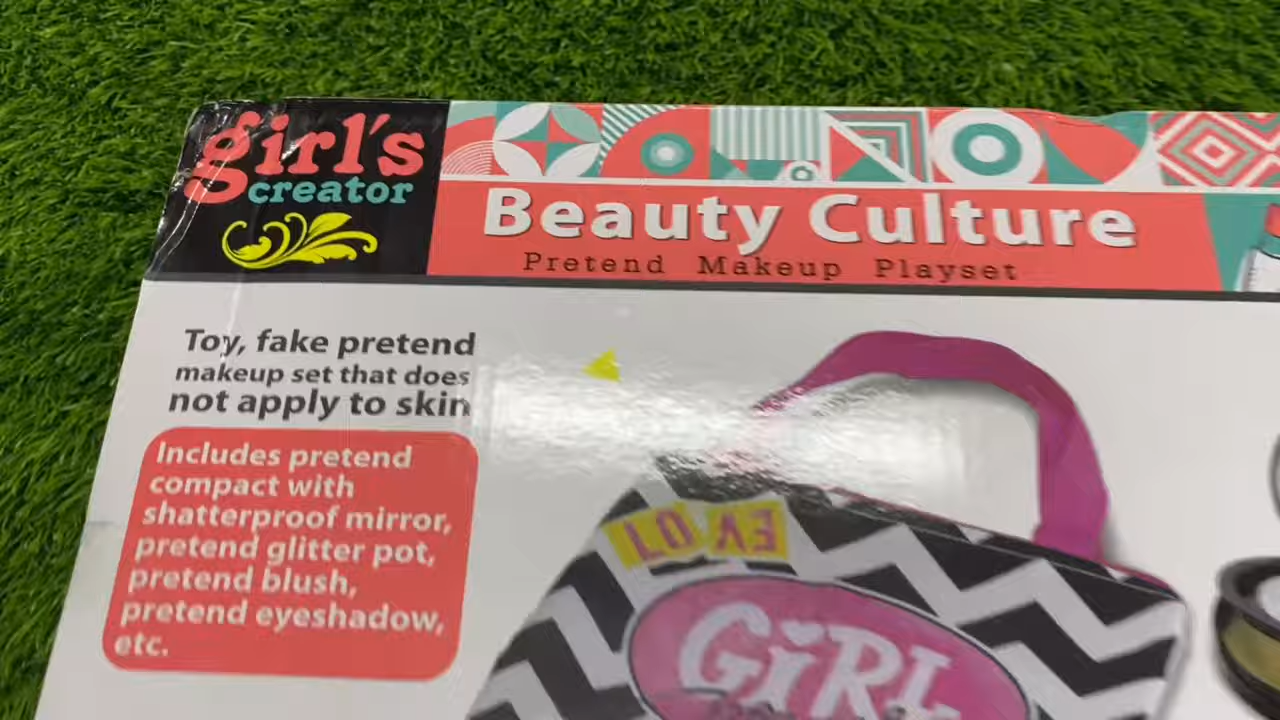 girl's
creator
Beauty Culture
Pretend Makeup Playset
Toy, fake pretend
makeup set that does
not apply to skin
Includes pretend
compact with
shatterproof mirror,
pretend glitter pot,
pretend blush,
pretend eyeshadow,
etc.
GiRL